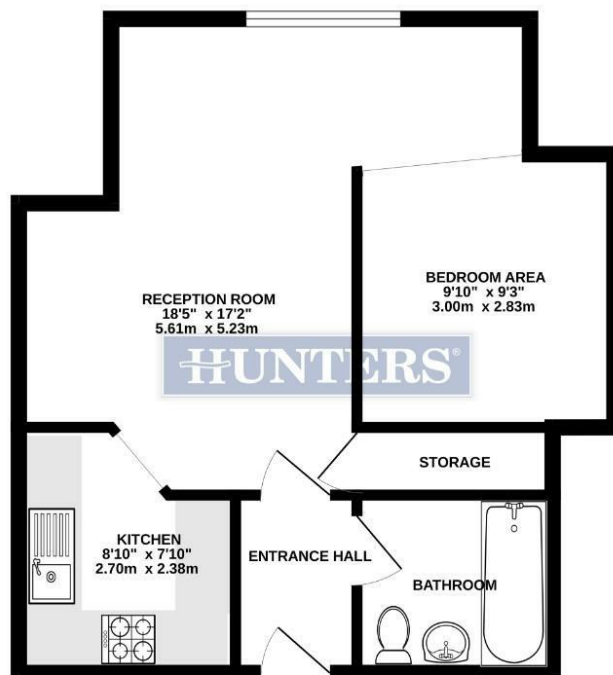 RECEPTION ROOM
18'5" x 17'2"
5.61m x 5.23m
BEDROOM AREA
9'10" x 9'3"
3.00m x 2.83m
HUNTERS®
STORAGE
KITCHEN
8'10" x 7'10"
2.70m x 2.38m
ENTRANCE HALL
BATHROOM